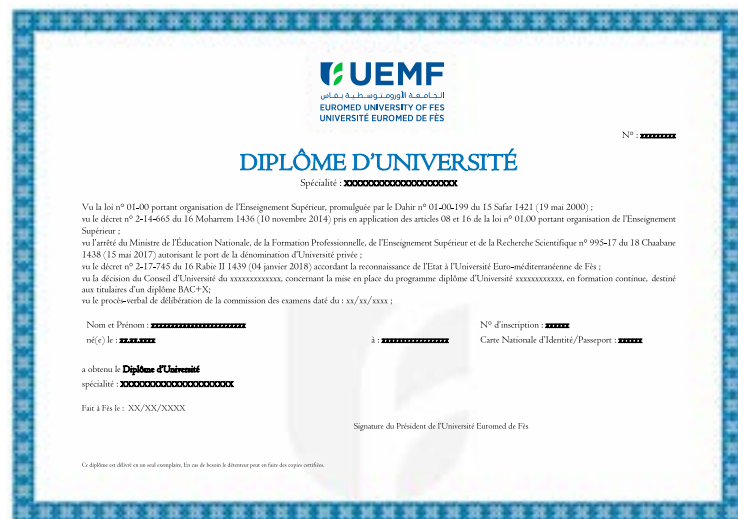 UEMF
الجامعة الأورومتوسطية بفاس
EUROMED UNIVERSITY OF FES
UNIVERSITÉ EUROMED DE FÈS
N° : xxxxxxxxx
DIPLÔME D'UNIVERSITÉ
Spécialité : XXXXXXXXXXXXXXXXXXXXXX
Vu la loi n° 01-00 portant organisation de l'Enseignement Supérieur, promulguée par le Dahir n° 01-00-199 du 15 Safar 1421 (19 mai 2000) ;
vu le décret n° 2-14-665 du 16 Moharrem 1436 (10 novembre 2014) pris en application des articles 08 et 16 de la loi n° 01.00 portant organisation de l'Enseignement
Supérieur ;
vu l'arrêté du Ministre de l'Éducation Nationale, de la Formation Professionnelle, de l'Enseignement Supérieur et de la Recherche Scientifique n° 995-17 du 18 Chaabane
1438 (15 mai 2017) autorisant le port de la dénomination d'Université privée ;
vu le décret n° 2-17-745 du 16 Rabie II 1439 (04 janvier 2018) accordant la reconnaissance de l'Etat à l'Université Euro-méditerranéenne de Fès ;
vu la décision du Conseil d'Université du xxxxxxxxxxxxx, concernant la mise en place du programme diplôme d'Université xxxxxxxxxxxx, en formation continue, destiné
aux titulaires d'un diplôme BAC+X;
vu le procès-verbal de délibération de la commission des examens daté du : xx/xx/xxxx ;
Nom et Prénom : xxxxxxxxxxxxxxxxxxxxxxx N° d'inscription : xxxxxx
né(e) le : xx.xx.xxxx à : xxxxxxxxxxxxxxxx Carte Nationale d'Identité/Passeport : xxxxxx
a obtenu le Diplôme d'Université
spécialité : XXXXXXXXXXXXXXXXXXXXXX
Fait à Fès le : XX/XX/XXXX
Signature du Président de l'Université Euromed de Fès
Ce diplôme est délivré en un seul exemplaire. En cas de besoin le détenteur peut en faire des copies certifiées.